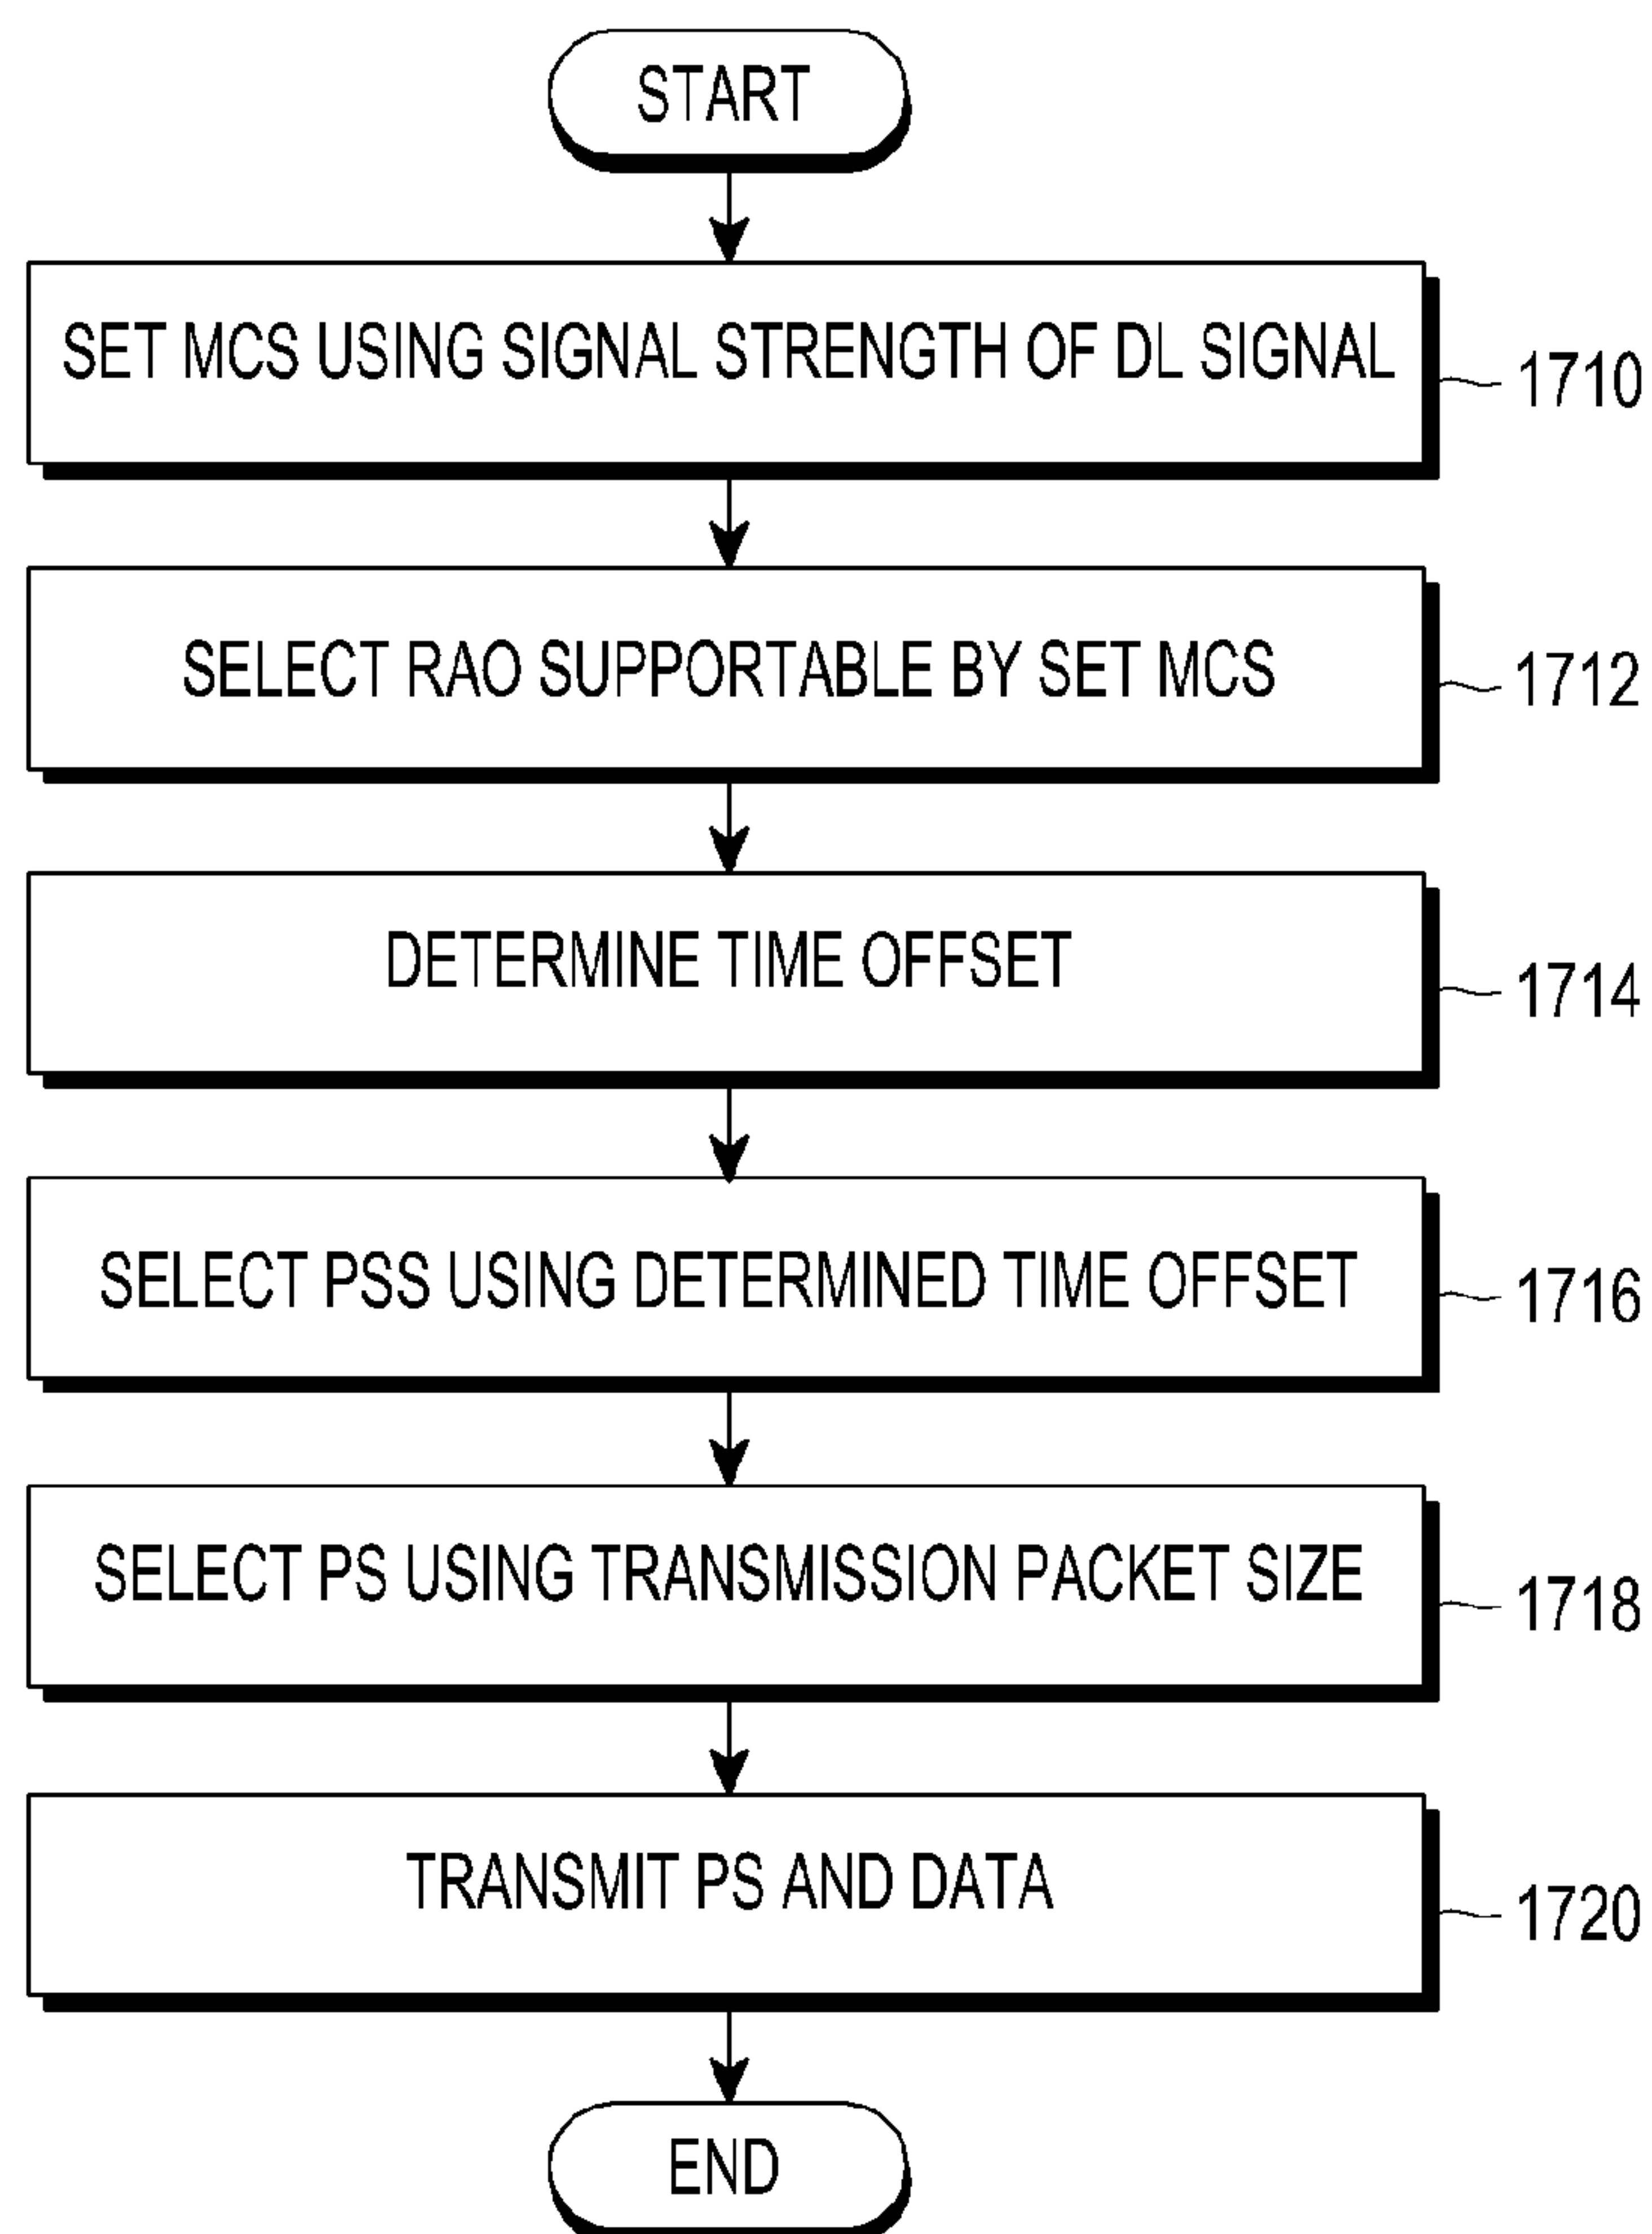 START
SET MCS USING SIGNAL STRENGTH OF DL SIGNAL
1710
SELECT RAO SUPPORTABLE BY SET MCS
1712
DETERMINE TIME OFFSET
1714
SELECT PSS USING DETERMINED TIME OFFSET
1716
SELECT PS USING TRANSMISSION PACKET SIZE
1718
TRANSMIT PS AND DATA
1720
END